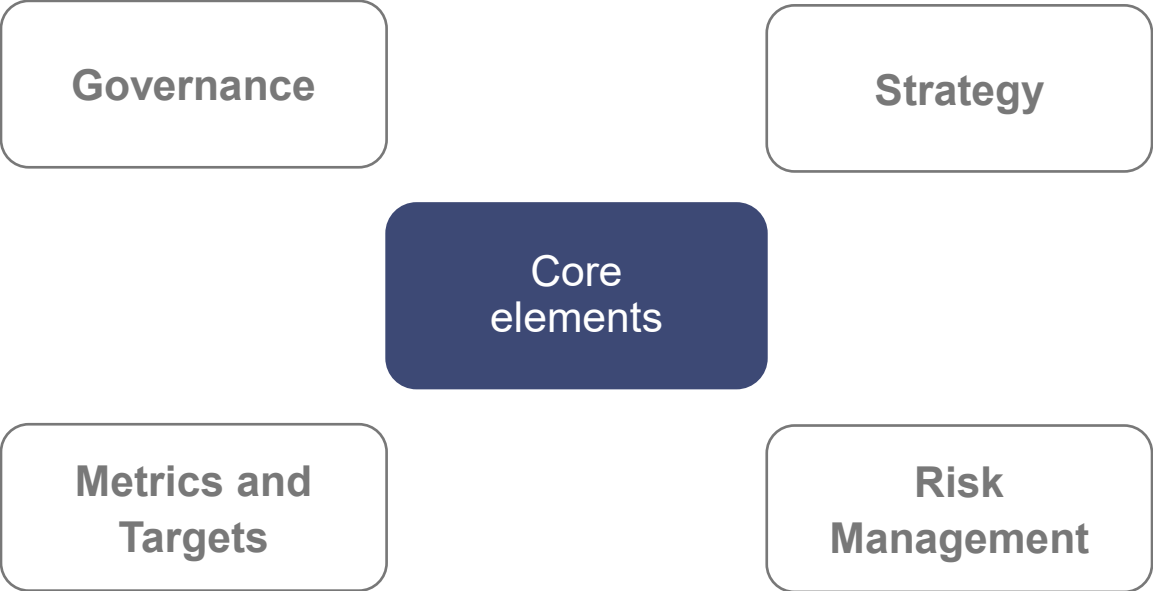 Governance
Strategy
Core
elements
Metrics and
Targets
Risk
Management